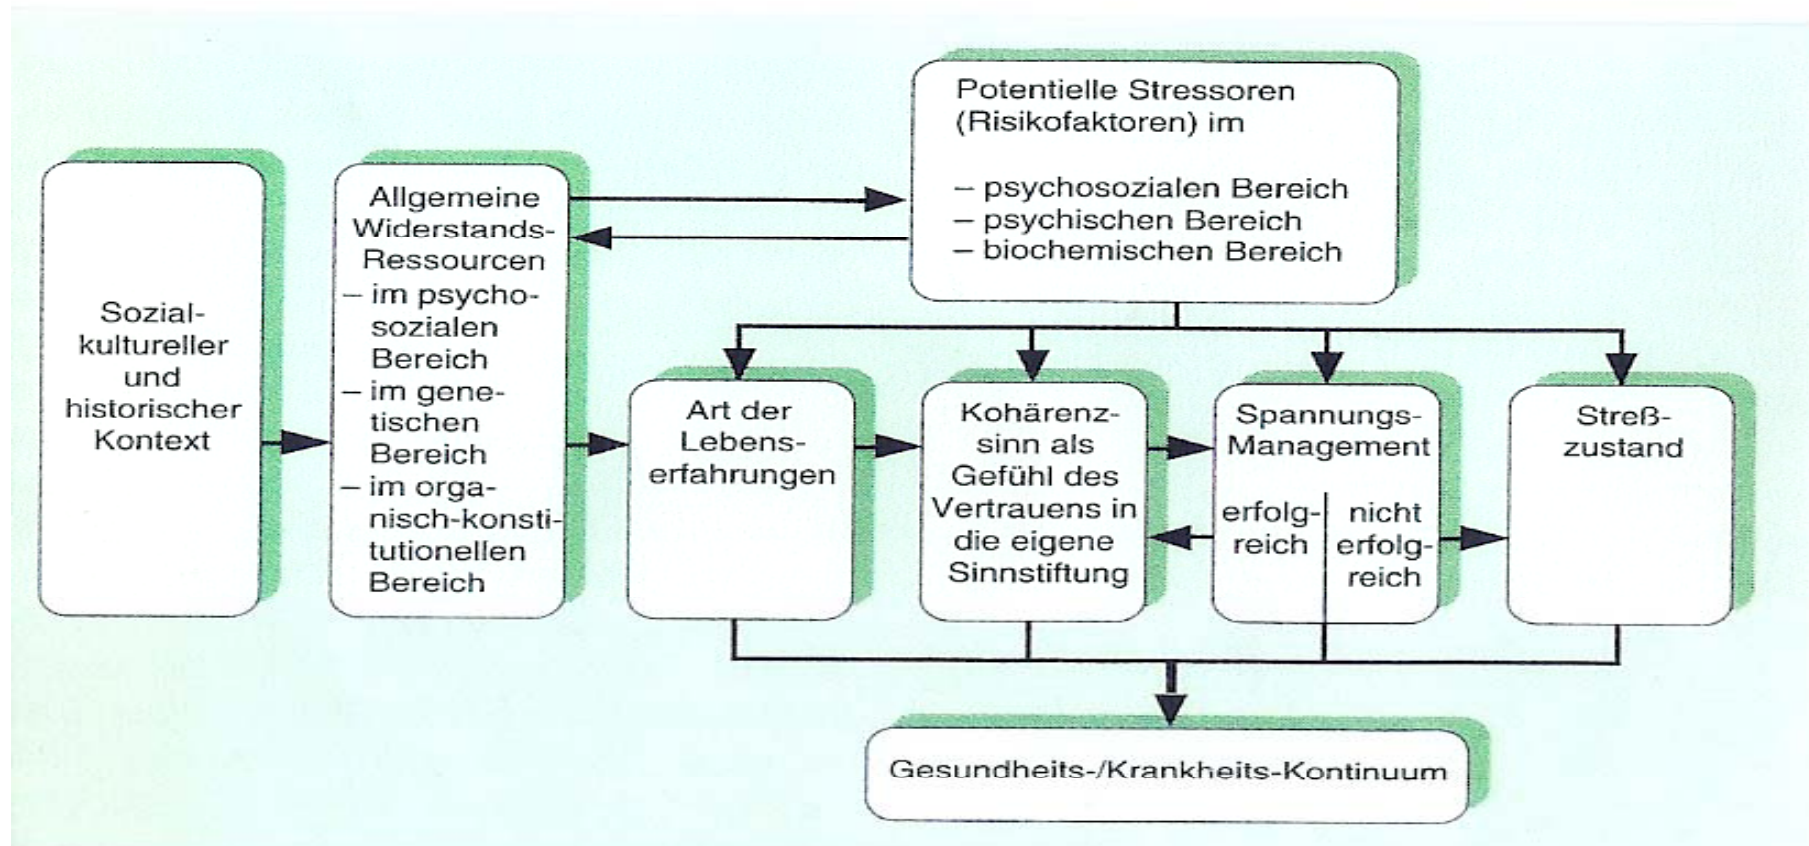 Potentielle Stressoren
(Risikofaktoren) im
– psychosozialen Bereich
– psychischen Bereich
– biochemischen Bereich
Sozial-
kultureller
und
historischer
Kontext
Allgemeine
Widerstands-
Ressourcen
– im psycho-
sozialen
Bereich
– im gene-
tischen
Bereich
– im orga-
nisch-konsti-
tutionellen
Bereich
Art der
Lebens-
erfahrungen
Kohärenz-
sinn als
Gefühl des
Vertrauens in
die eigene
Sinnstiftung
Spannungs-
Management
erfolg-
reich
nicht
erfolg-
reich
Streß-
zustand
Gesundheits-/Krankheits-Kontinuum